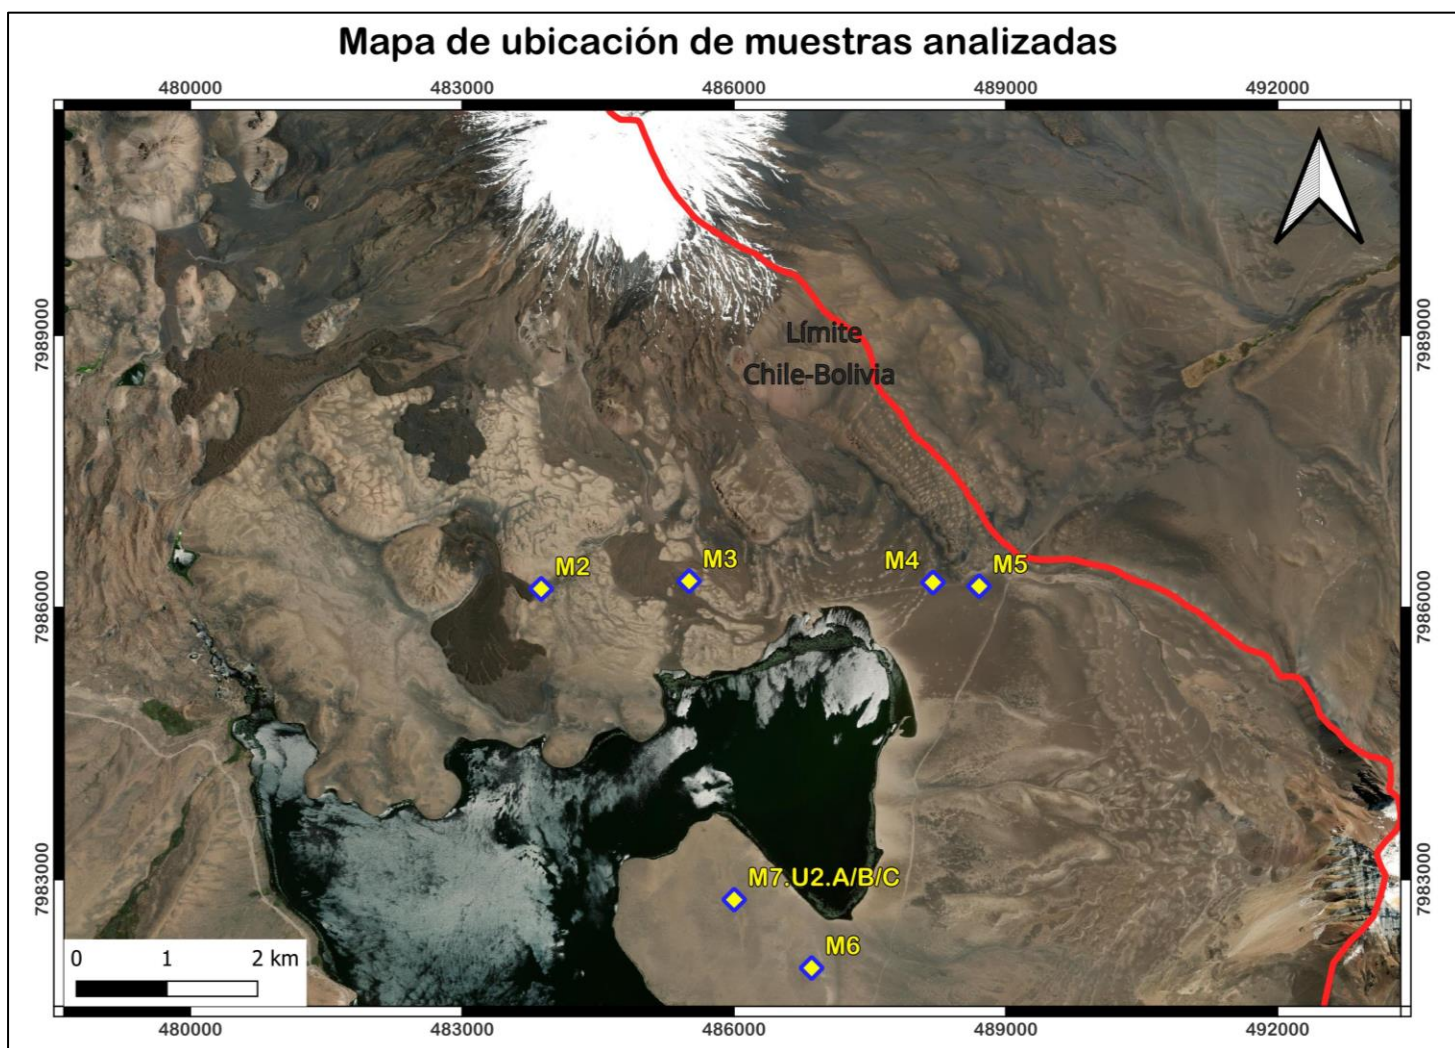 Mapa de ubicación de muestras analizadas
480000 483000 486000 489000 492000
7989000 7989000
Límite
Chile-Bolivia
M2 M3 M4 M5
7986000 7986000
7983000 7983000
M7.U2.A/B/C
M6
0 1 2 km
480000 483000 486000 489000 492000